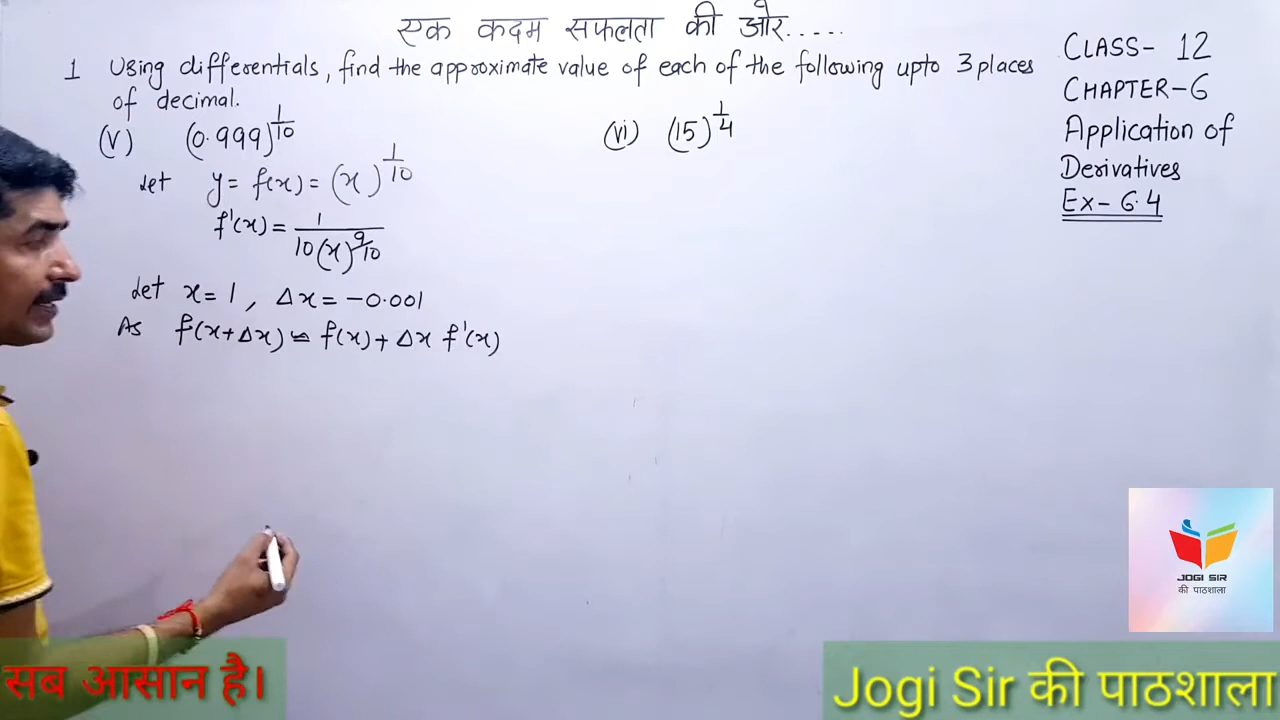 एक कदम सफलता की ओर.....
1 Using differentials, find the approximate value of each of the following upto 3 places
of decimal.
(v) (0.999)^1/10
(vi) (15)^1/4
Let y = f(x) = (x)^1/10
f'(x) = 1/10(x)^9/10
Let x = 1, Δx = -0.001
As f(x+Δx) ≃ f(x) + Δx f'(x)
CLASS- 12
CHAPTER-6
Application of
Derivatives
Ex- 6.4
JOGI SIR
की पाठशाला
सब आसान है।
Jogi Sir की पाठशाला